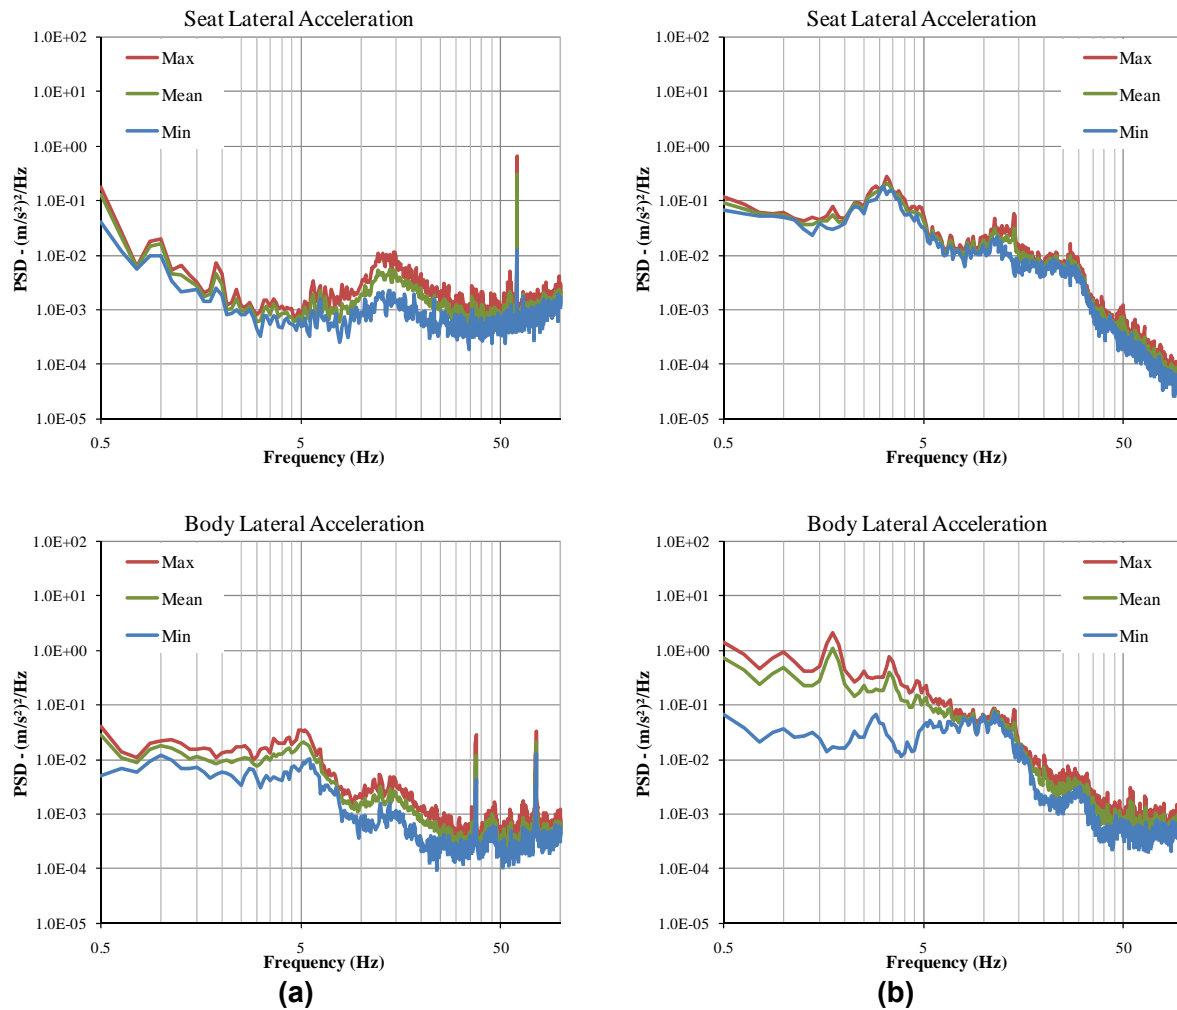 Seat Lateral Acceleration
1.0E+02
1.0E+01
1.0E+00
1.0E-01
1.0E-02
1.0E-03
1.0E-04
1.0E-05
PSD - (m/s²)²/Hz
Max
Mean
Min
0.5
5
50
Frequency (Hz)
Seat Lateral Acceleration
1.0E+02
1.0E+01
1.0E+00
1.0E-01
1.0E-02
1.0E-03
1.0E-04
1.0E-05
PSD - (m/s²)²/Hz
Max
Mean
Min
0.5
5
50
Frequency (Hz)
Body Lateral Acceleration
1.0E+02
1.0E+01
1.0E+00
1.0E-01
1.0E-02
1.0E-03
1.0E-04
1.0E-05
PSD - (m/s²)²/Hz
Max
Mean
Min
0.5
5
50
Frequency (Hz)
(a)
Body Lateral Acceleration
1.0E+02
1.0E+01
1.0E+00
1.0E-01
1.0E-02
1.0E-03
1.0E-04
1.0E-05
PSD - (m/s²)²/Hz
Max
Mean
Min
0.5
5
50
Frequency (Hz)
(b)